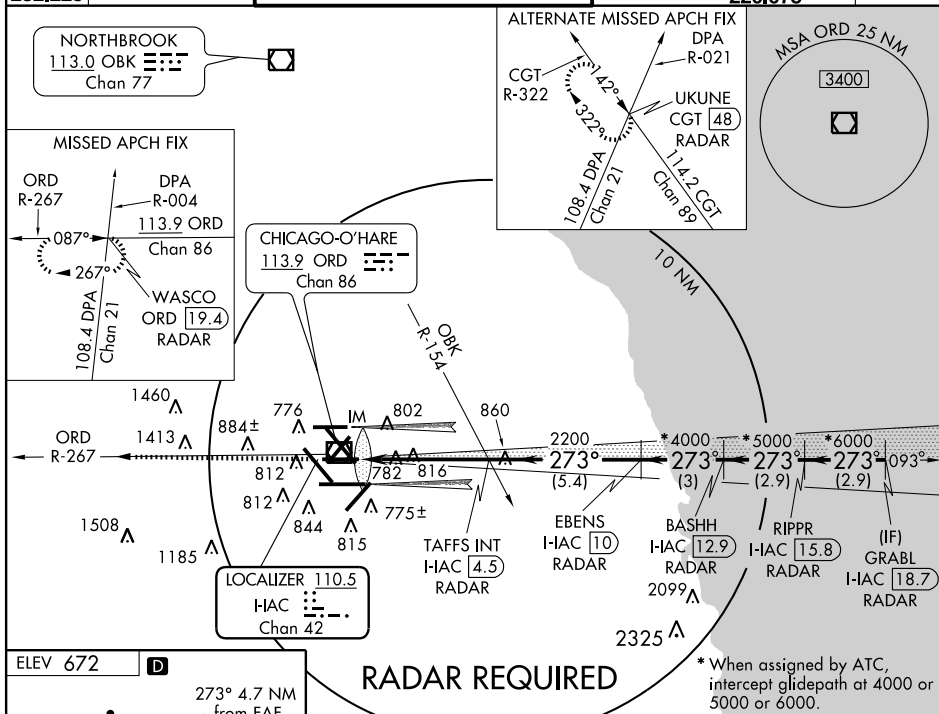 NORTHBROOK
113.0 OBK
Chan 77
ALTERNATE MISSED APCH FIX
DPA
R-021
CGT
R-322
142°
322°
UKUNE
CGT 48
RADAR
108.4 DPA
Chan 21
114.2 CGT
Chan 89
MSA ORD 25 NM
3400
MISSED APCH FIX
ORD
R-267
DPA
R-004
113.9 ORD
Chan 86
087°
267°
WASCO
ORD 19.4
RADAR
108.4 DPA
Chan 21
CHICAGO-O'HARE
113.9 ORD
Chan 86
10 NM
OBK
R-154
1460
776
IM
802
860
ORD
R-267
1413
884±
812
782
816
2200
273°
(5.4)
*4000
273°
(3)
*5000
273°
(2.9)
*6000
273°
(2.9)
093°
812
844
815
775±
1508
1185
TAFFS INT
I-IAC 4.5
RADAR
EBENS
I-IAC 10
RADAR
BASHH
I-IAC 12.9
RADAR
RIPPR
I-IAC 15.8
RADAR
(IF)
GRABL
I-IAC 18.7
RADAR
LOCALIZER 110.5
I-IAC
Chan 42
2099
2325
RADAR REQUIRED
* When assigned by ATC,
intercept glidepath at 4000 or
5000 or 6000.
ELEV 672
D
273° 4.7 NM
from FAF